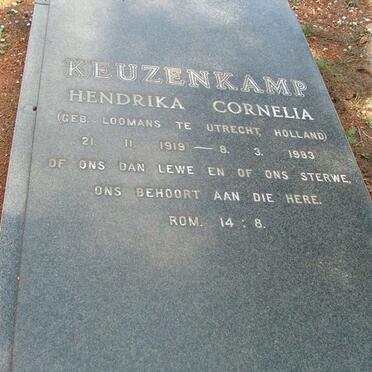 KEUZENKAMP
HENDRIKA CORNELIA
(GEB. LOOMANS TE UTRECHT, HOLLAND)
21. 11. 1919 — 8. 3. 1983
OF ONS DAN LEWE EN OF ONS STERWE,
ONS BEHOORT AAN DIE HERE.
ROM. 14 : 8.